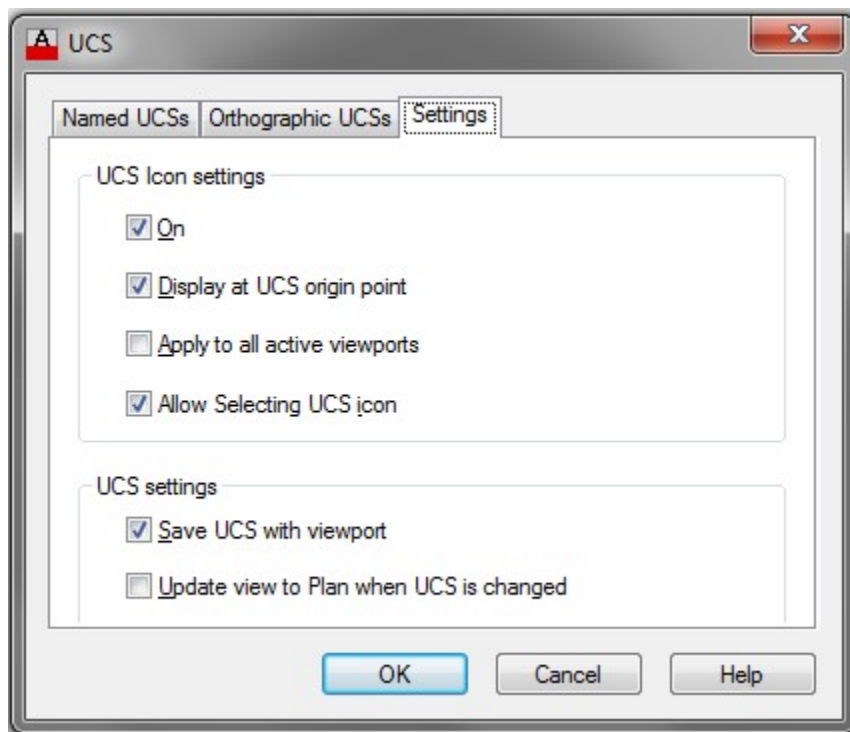 UCS
Named UCSs Orthographic UCSs Settings
UCS Icon settings
On
Display at UCS origin point
Apply to all active viewports
Allow Selecting UCS icon
UCS settings
Save UCS with viewport
Update view to Plan when UCS is changed
OK Cancel Help